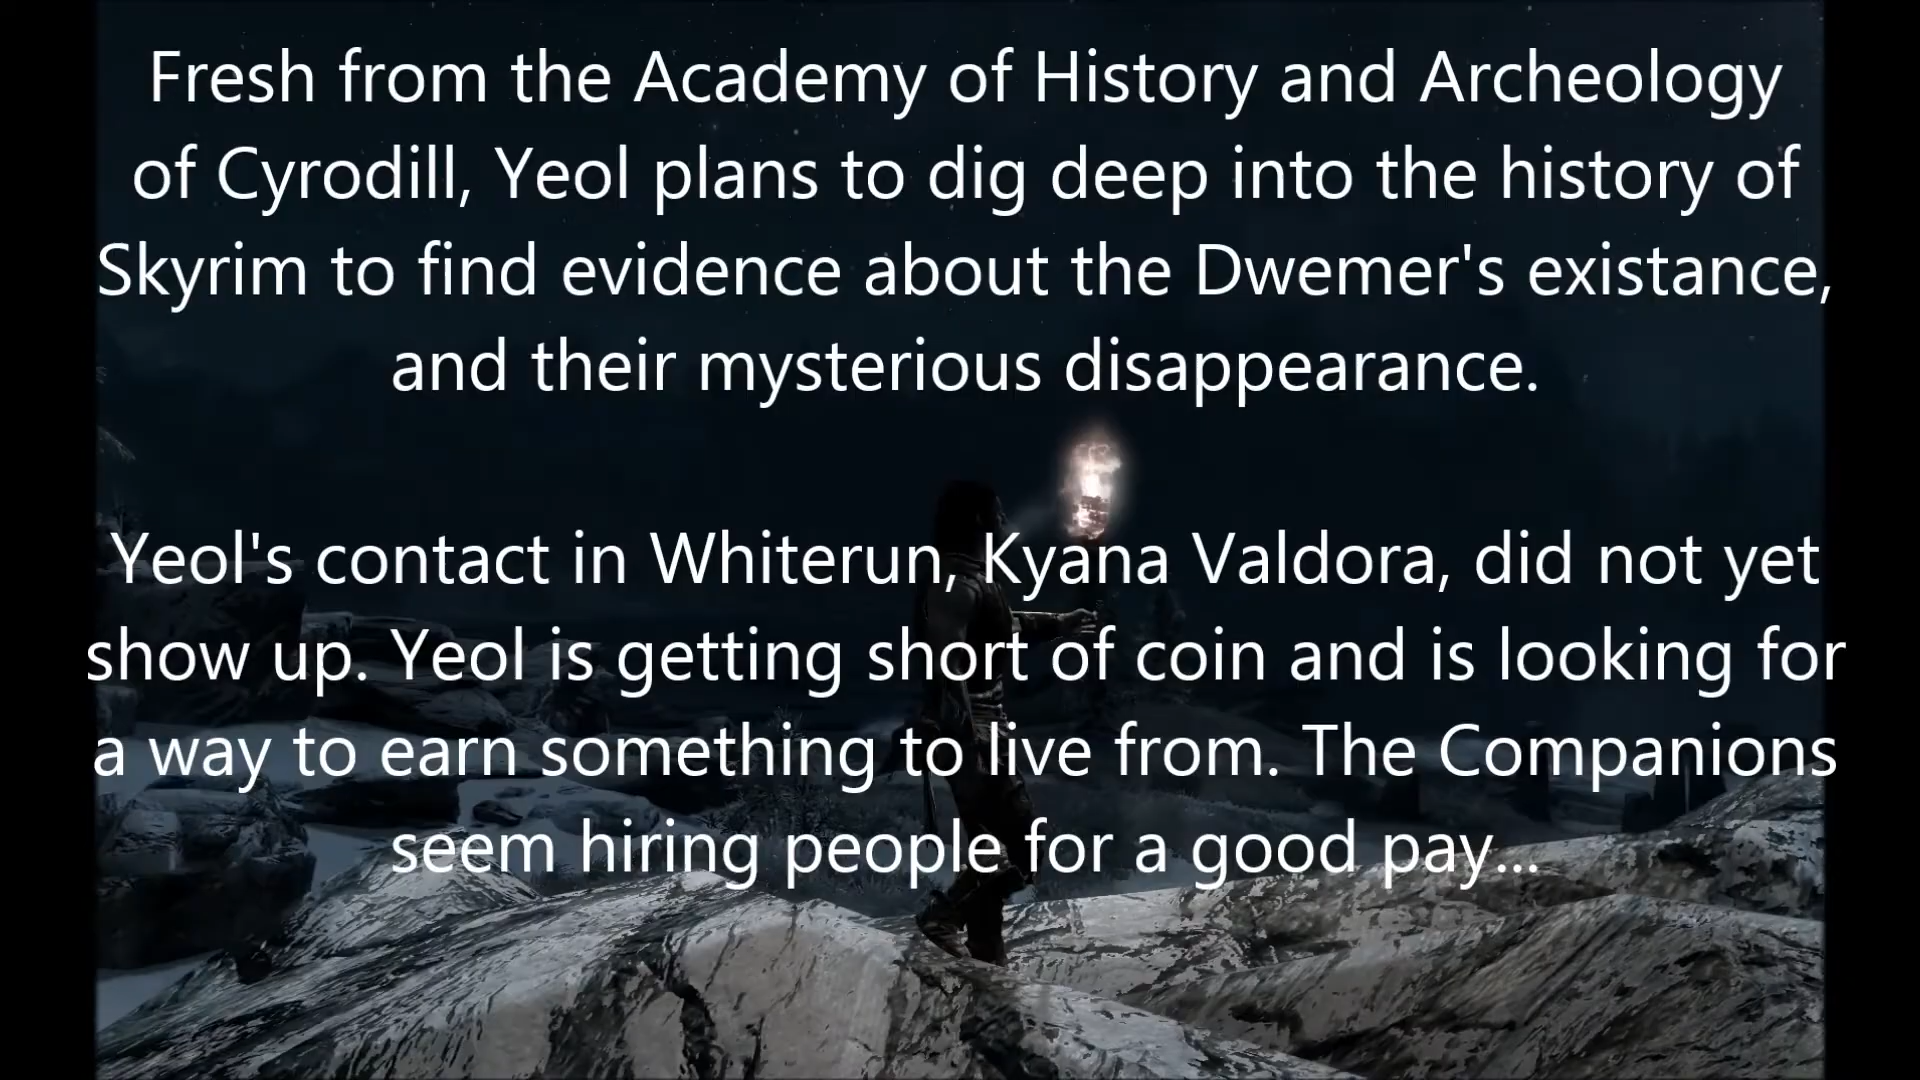 Fresh from the Academy of History and Archeology
of Cyrodill, Yeol plans to dig deep into the history of
Skyrim to find evidence about the Dwemer's existance,
and their mysterious disappearance.
Yeol's contact in Whiterun, Kyana Valdora, did not yet
show up. Yeol is getting short of coin and is looking for
a way to earn something to live from. The Companions
seem hiring people for a good pay...